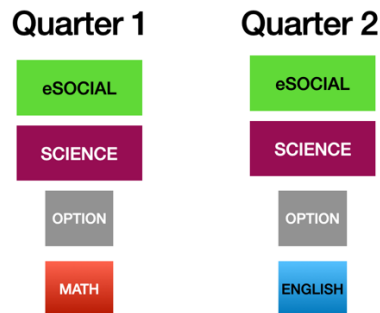 Quarter 1
eSOCIAL
SCIENCE
OPTION
MATH
Quarter 2
eSOCIAL
SCIENCE
OPTION
ENGLISH